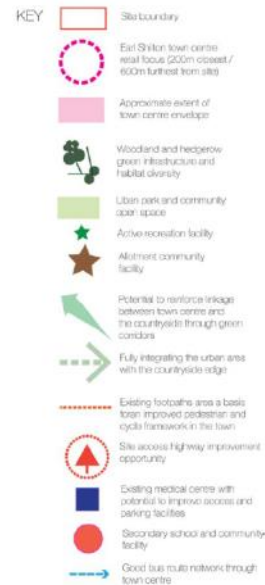 KEY
Site boundary
Earl Shilton town centre
retail focus (200m closest /
600m furthest from site)
Approximate extent of
town centre envelope
Woodland and hedgerow
green infrastructure and
habitat diversity
Urban park and community
open space
Active recreation facility
Allotment community
facility
Potential to reinforce linkage
between town centre and
the countryside through green
corridors
Fully integrating the urban area
with the countryside edge
Existing footpaths area a basis
foran improved pedestrian and
cycle framework in the town
Site access highway improvement
opportunity
Existing medical centre with
potential to improve access and
parking facilities
Secondary school and community
facility
Good bus route network through
town centre